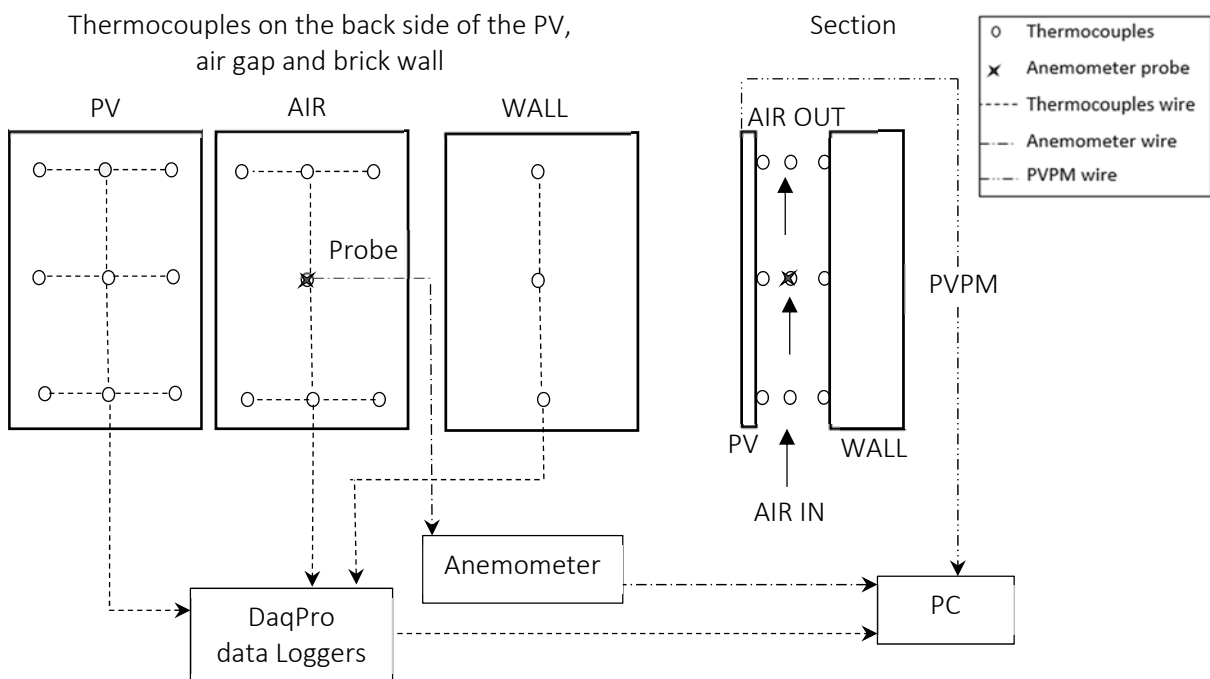 Thermocouples on the back side of the PV,
air gap and brick wall
Section
Thermocouples
Anemometer probe
Thermocouples wire
Anemometer wire
PVPM wire
PV
AIR
WALL
AIR OUT
Probe
PVPM
PV
WALL
AIR IN
Anemometer
DaqPro
data Loggers
PC